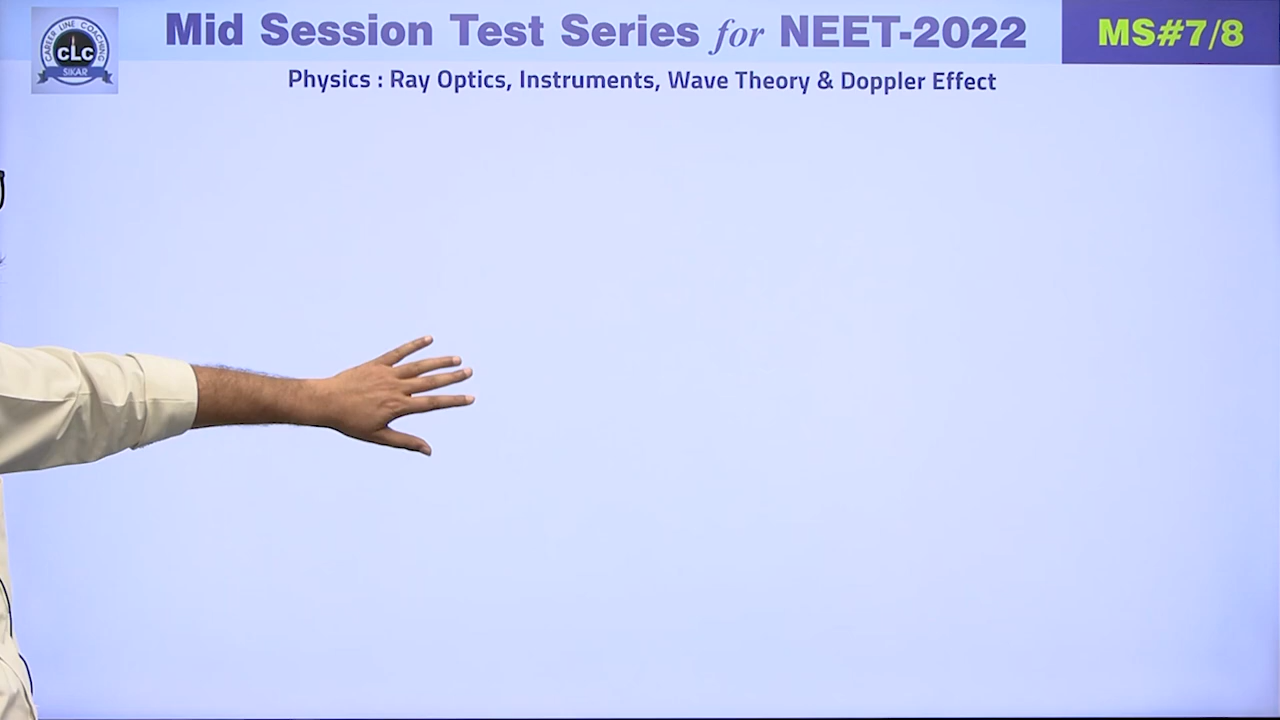 Mid Session Test Series for NEET-2022
MS#7/8
CAREER LINE COACHING
CLC
SIKAR
Physics : Ray Optics, Instruments, Wave Theory & Doppler Effect